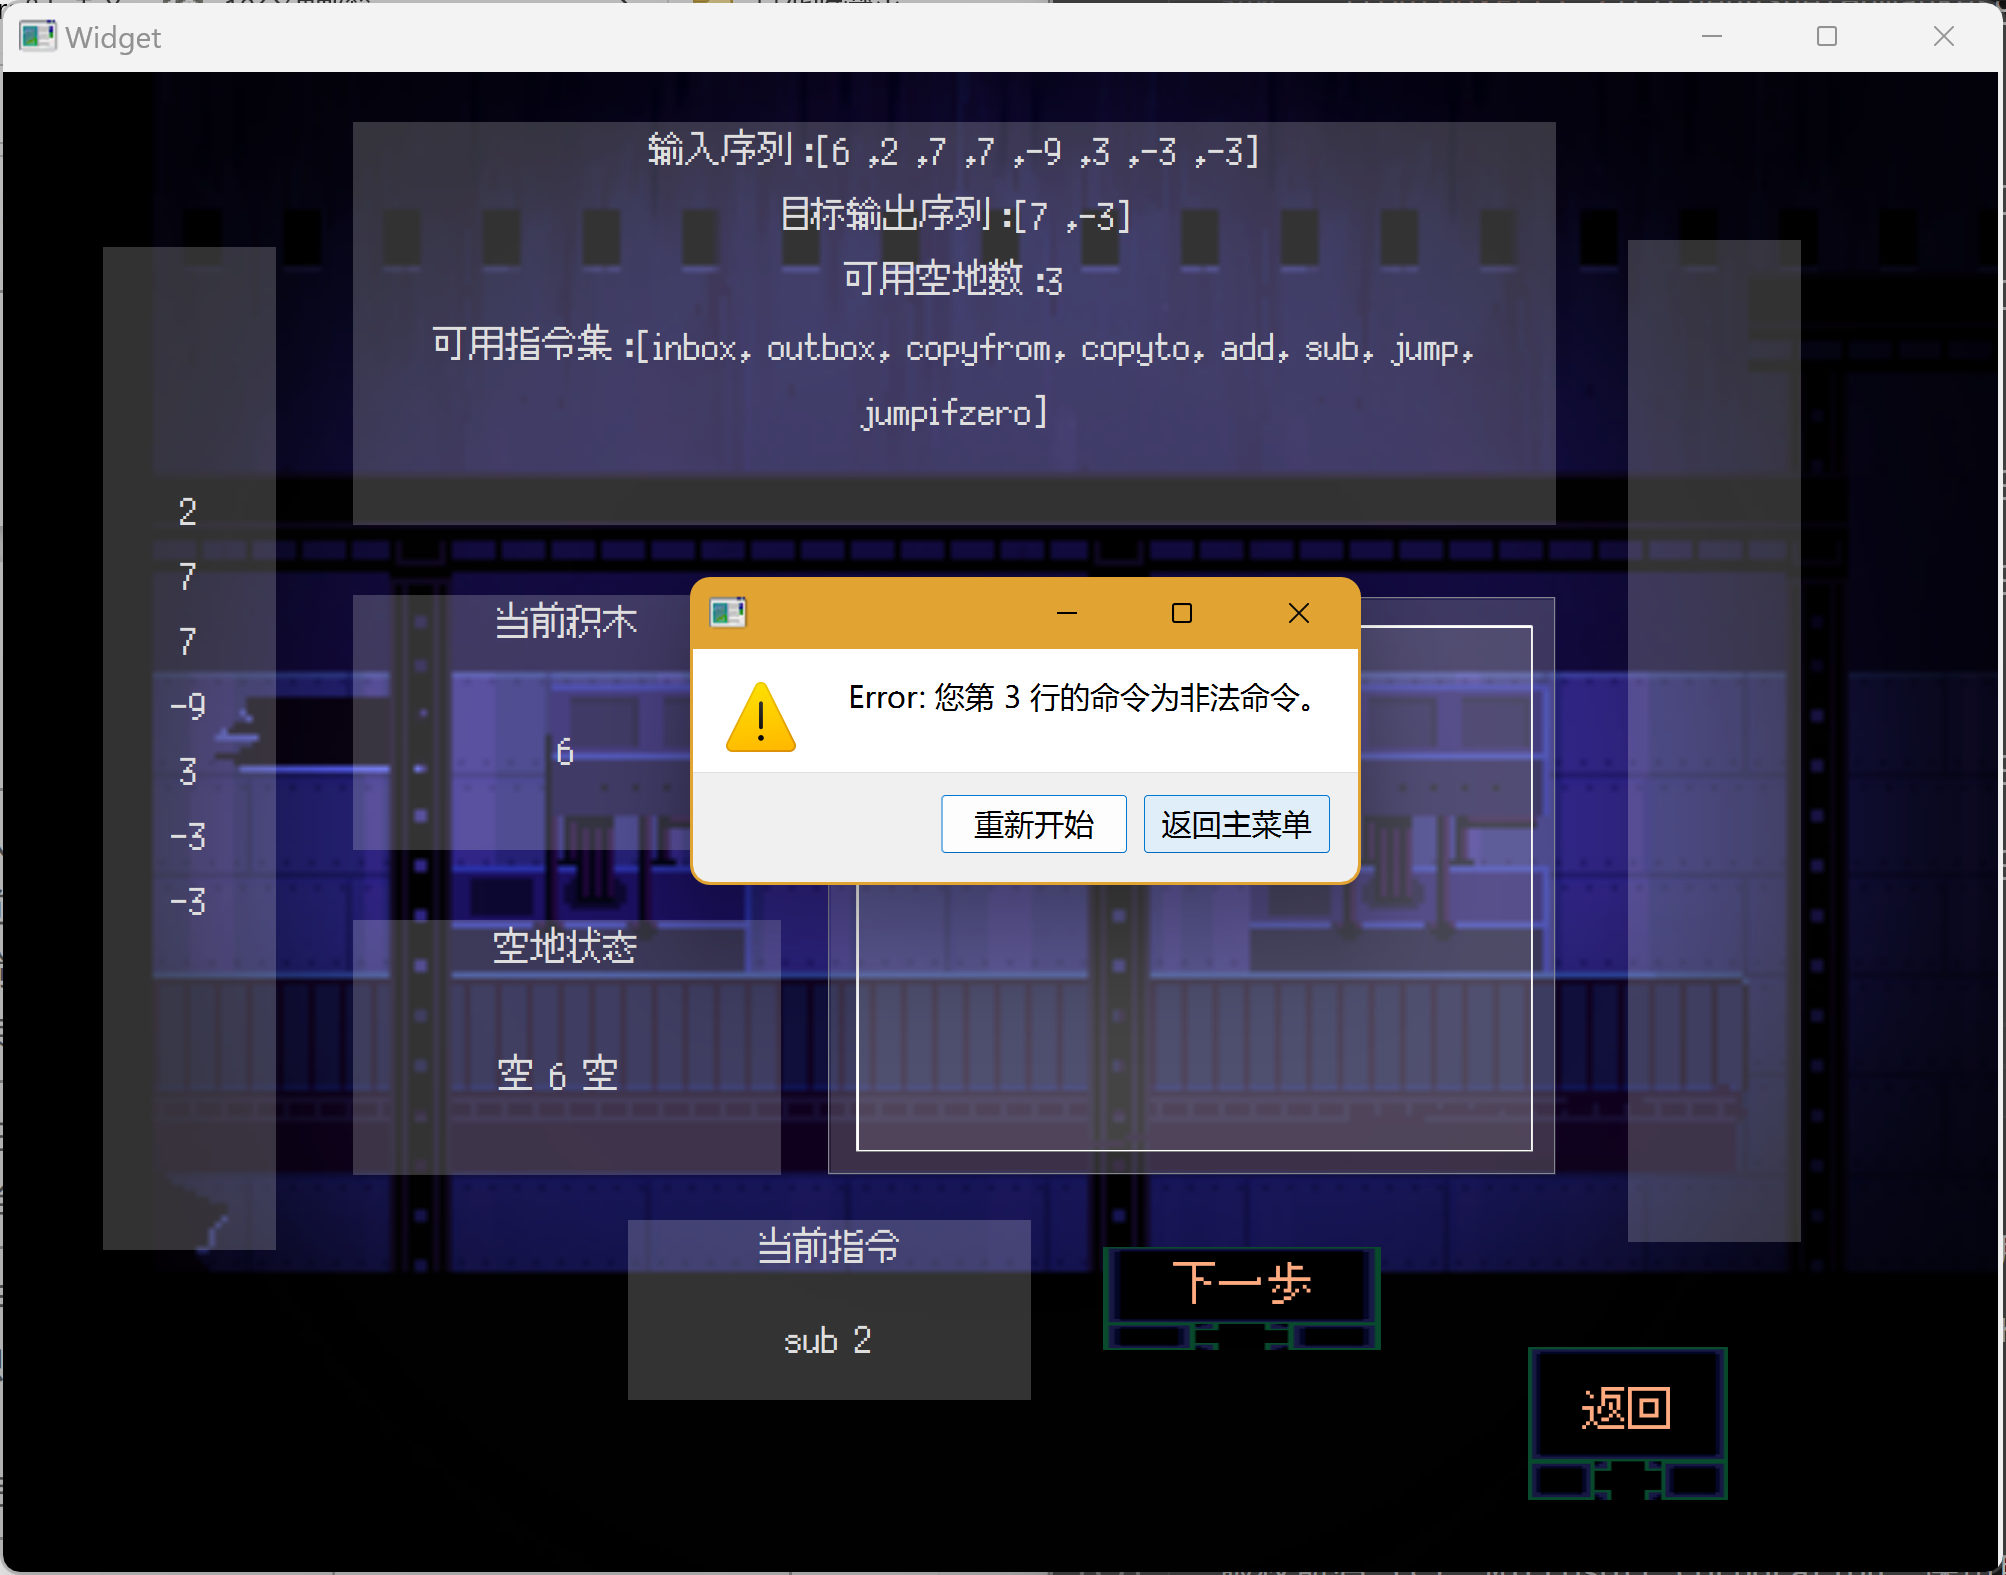 Widget
输入序列 :[6 ,2 ,7 ,7 ,-9 ,3 ,-3 ,-3]
目标输出序列 :[7 ,-3]
可用空地数 :3
可用指令集 :[inbox, outbox, copyfrom, copyto, add, sub, jump,
jumpifzero]
2
7
7
-9
3
-3
-3
当前积木
6
Error: 您第 3 行的命令为非法命令。
重新开始 返回主菜单
空地状态
空 6 空
当前指令
sub 2
下一步
返回